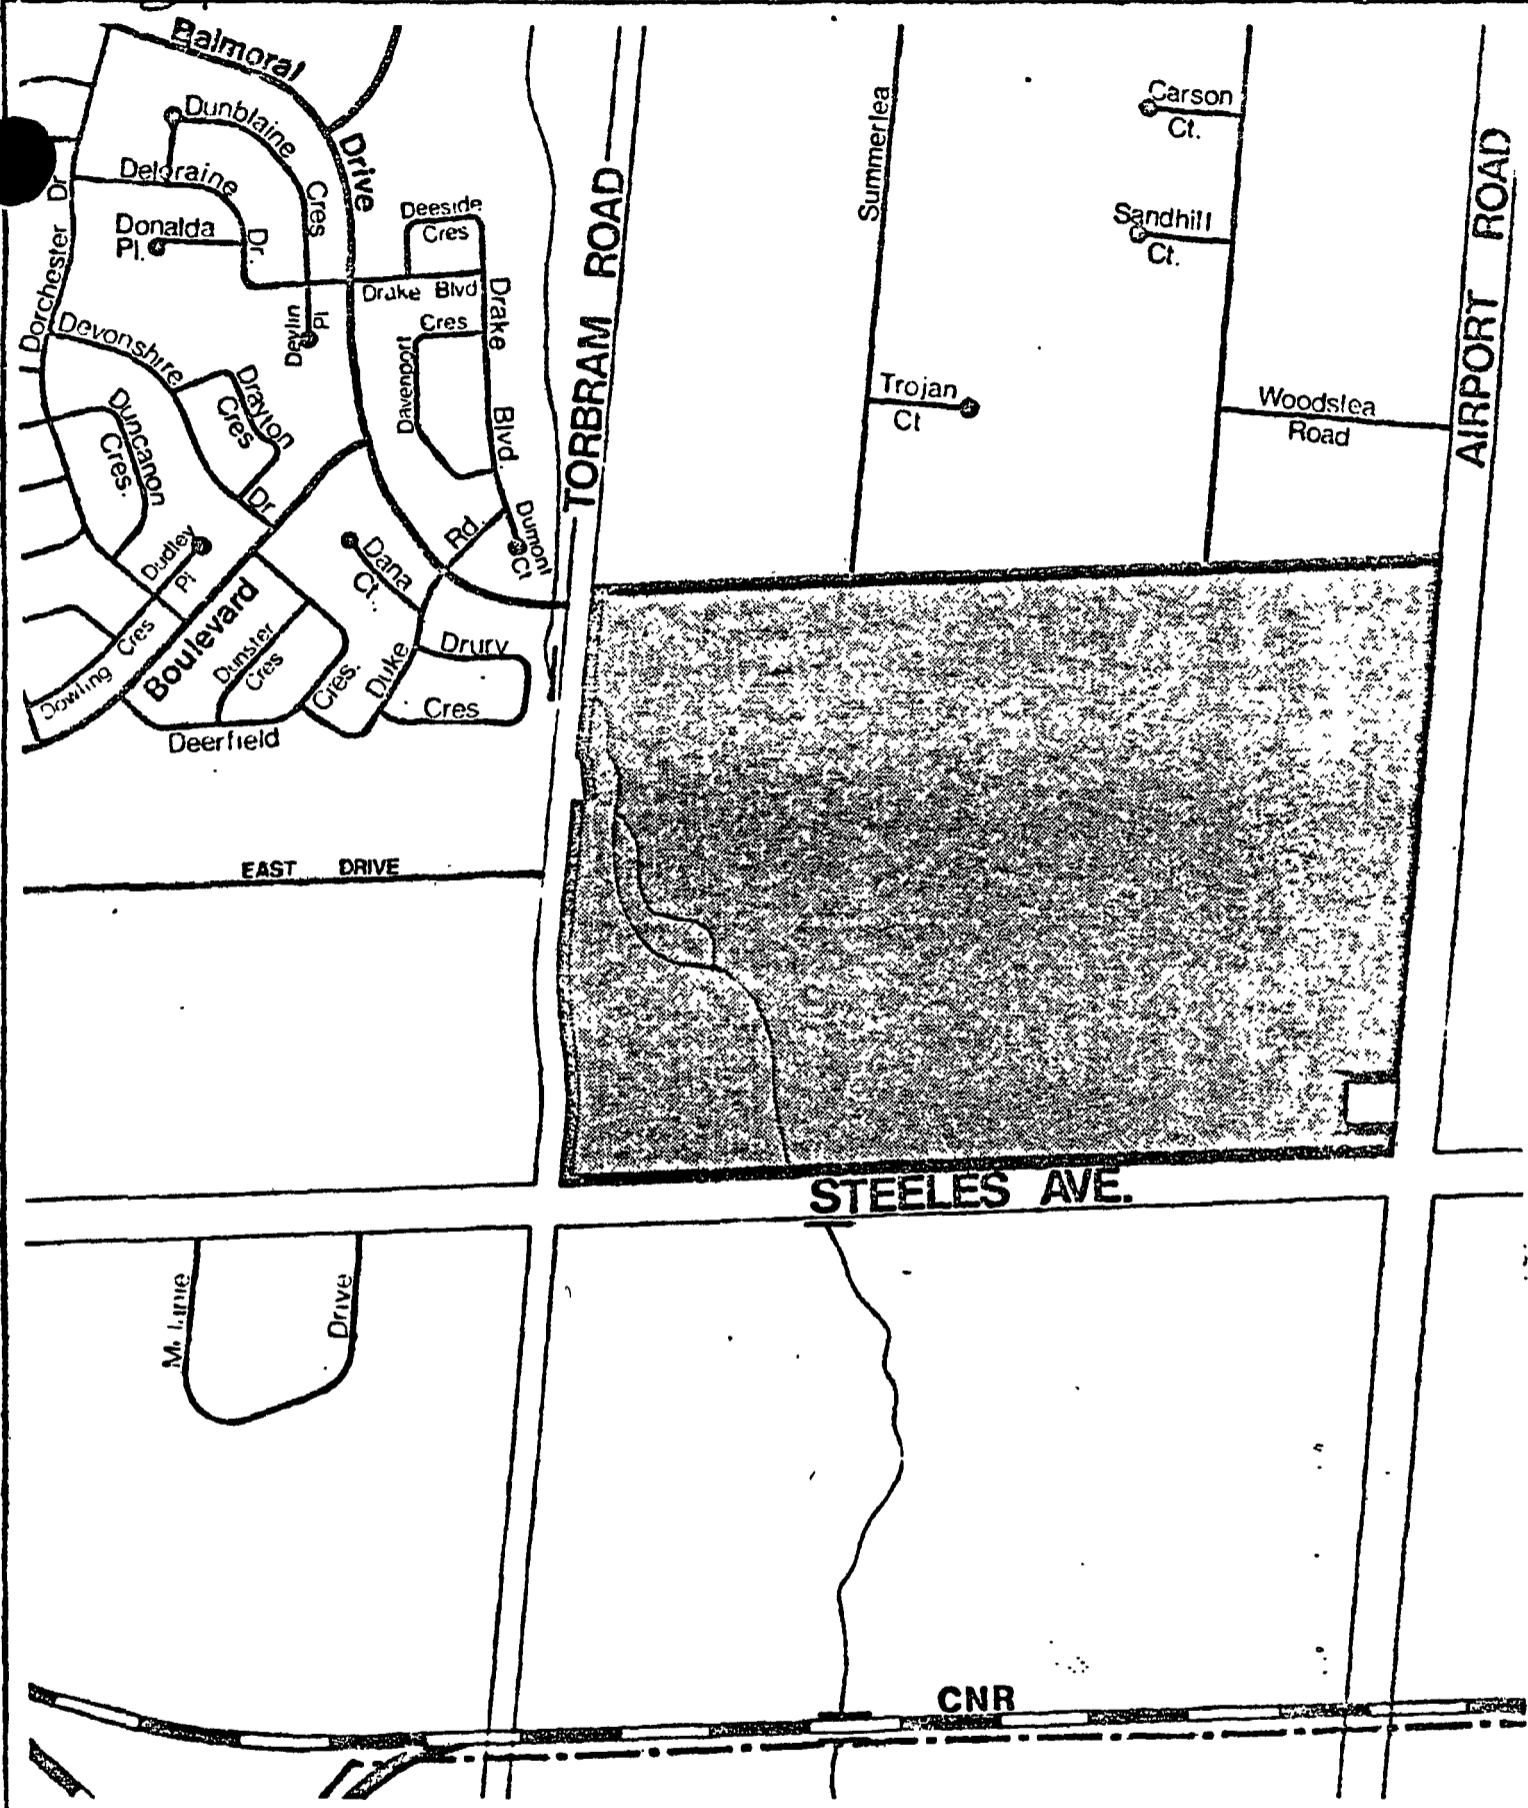 Balmoral
Drive
Dunblaine
Cres
Deloraine
Dr.
Donalda
Pl.
Dorchester Dr
Deeside
Cres
Drake Blvd
Drake
Blvd.
Devlin
Pl
Cres
Davenport
Devonshire
Dr
Drayton
Cres
Duncanon
Cres.
Dudley
Pl
Dana
Ct.
Rd.
Dumont
Ct
Boulevard
Cres
Dunster
Cres
Cres.
Duke
Drury
Cres
Deerfield
TORBRAM ROAD
Summerlea
Carson
Ct.
Sandhill
Ct.
Trojan
Ct
Woodslea
Road
AIRPORT ROAD
EAST DRIVE
STEELES AVE.
Drive
CNR